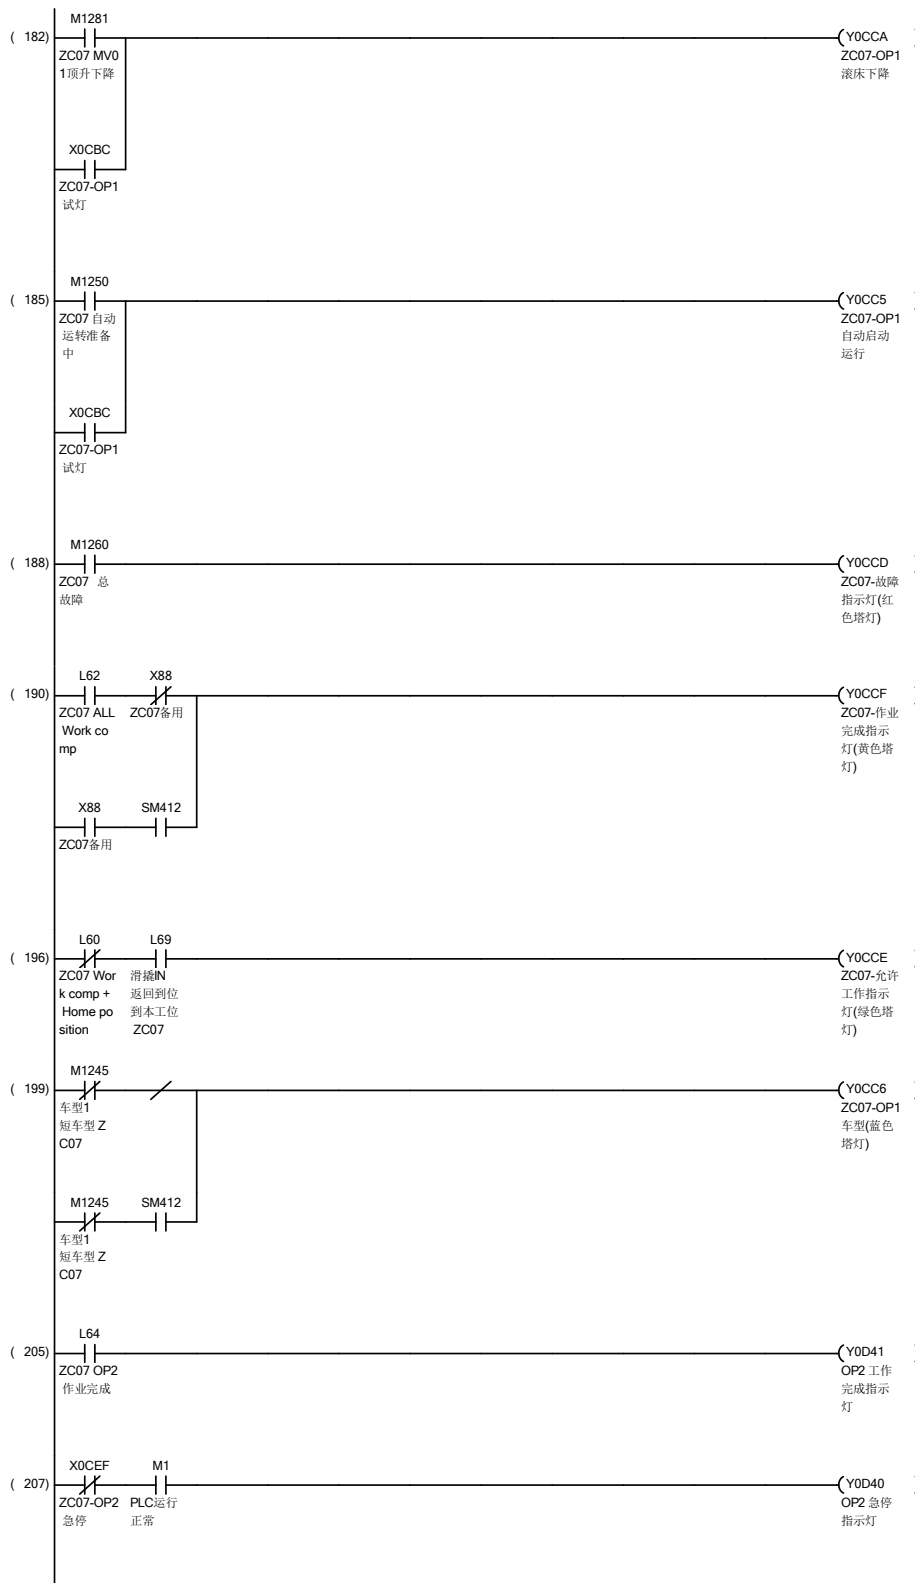 M1281
( 182) Y0CCA
ZC07 MV0 ZC07-OP1
1顶升下降 滚床下降
X0CBC
ZC07-OP1
试灯
M1250
( 185) Y0CC5
ZC07 自动 ZC07-OP1
运转准备 自动启动
中 运行
X0CBC
ZC07-OP1
试灯
M1260
( 188) Y0CCD
ZC07 总 ZC07-故障
故障 指示灯(红
色塔灯)
L62 X88
( 190) Y0CCF
ZC07 ALL ZC07备用 ZC07-作业
Work co 完成指示
mp 灯(黄色塔
灯)
X88 SM412
ZC07备用
L60 L69
( 196) Y0CCE
ZC07 Wor 滑撬IN ZC07-允许
k comp + 返回到位 工作指示
Home po 到本工位 灯(绿色塔
sition ZC07 灯)
M1245
( 199) Y0CC6
车型1 ZC07-OP1
短车型 Z 车型(蓝色
C07 塔灯)
M1245 SM412
车型1
短车型 Z
C07
L64
( 205) Y0D41
ZC07 OP2 OP2 工作
作业完成 完成指示
灯
X0CEF M1
( 207) Y0D40
ZC07-OP2 PLC运行 OP2 急停
急停 正常 指示灯